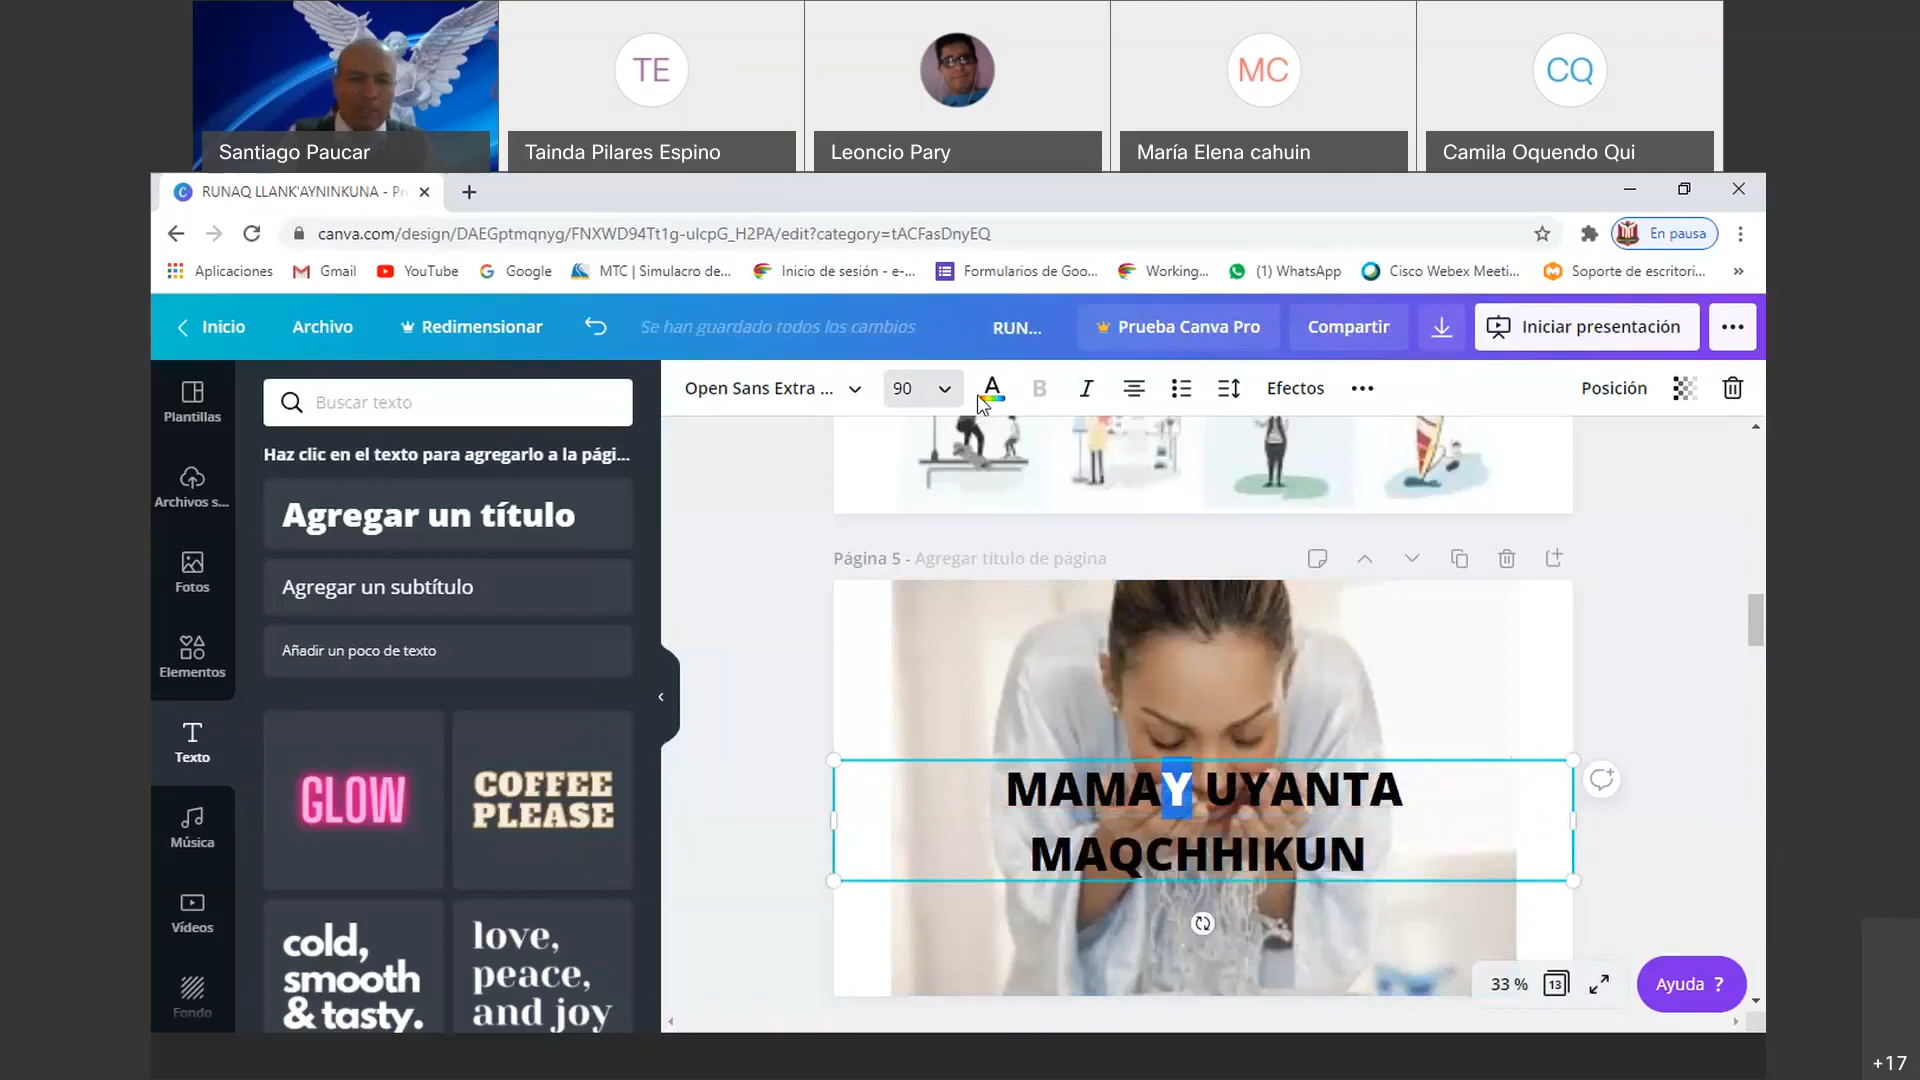 TE
MC
CQ
Santiago Paucar
Tainda Pilares Espino
Leoncio Pary
María Elena cahuin
Camila Oquendo Qui
RUNAQ LLANK'AYNINKUNA - Pr
canva.com/design/DAEGptmqnyg/FNXWD94Tt1g-ulcpG_H2PA/edit?category=tACFasDnyEQ
En pausa
Aplicaciones
Gmail
YouTube
Google
MTC | Simulacro de...
Inicio de sesión - e-...
Formularios de Goo...
Working...
(1) WhatsApp
Cisco Webex Meeti...
Soporte de escritori...
Inicio
Archivo
Redimensionar
Se han guardado todos los cambios
RUN...
Prueba Canva Pro
Compartir
Iniciar presentación
Open Sans Extra ...
90
A
B
I
Efectos
Posición
Plantillas
Archivos s...
Fotos
Elementos
Texto
Música
Vídeos
Fondo
Buscar texto
Haz clic en el texto para agregarlo a la pági...
Agregar un título
Agregar un subtítulo
Añadir un poco de texto
GLOW
COFFEE
PLEASE
cold,
smooth
& tasty.
love,
peace,
and joy
Página 5 - Agregar título de página
MAMAY UYANTA
MAQCHHIKUN
33 %
13
Ayuda ?
+17